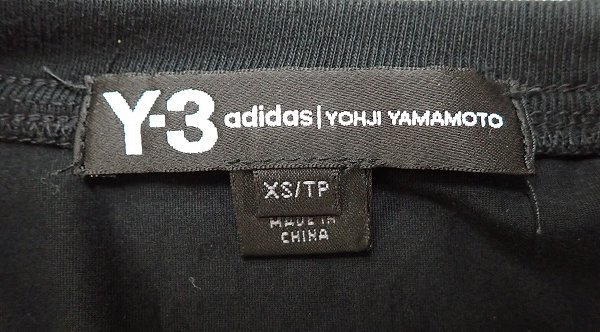 Y-3 adidas | YOHJI YAMAMOTO
XS/TP
MADE IN
CHINA